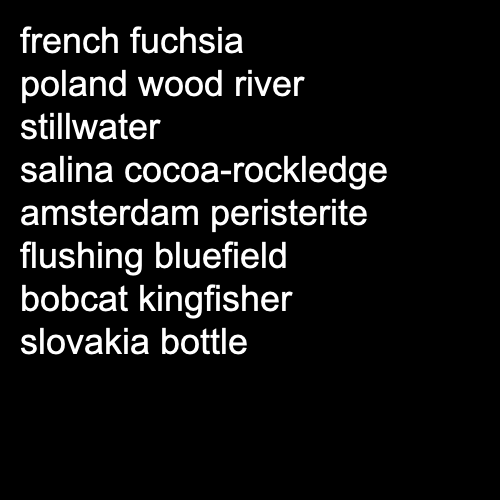 french fuchsia
poland wood river
stillwater
salina cocoa-rockledge
amsterdam peristerite
flushing bluefield
bobcat kingfisher
slovakia bottle